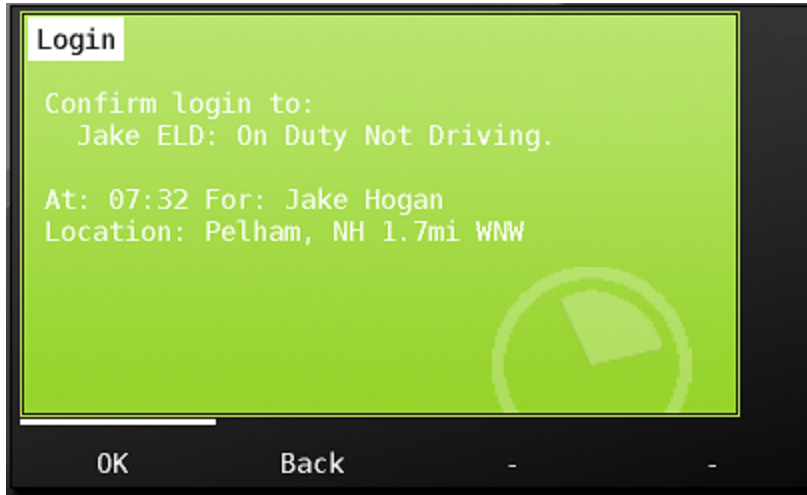 Login
Confirm login to:
Jake ELD: On Duty Not Driving.
At: 07:32 For: Jake Hogan
Location: Pelham, NH 1.7mi WNW
OK Back - -